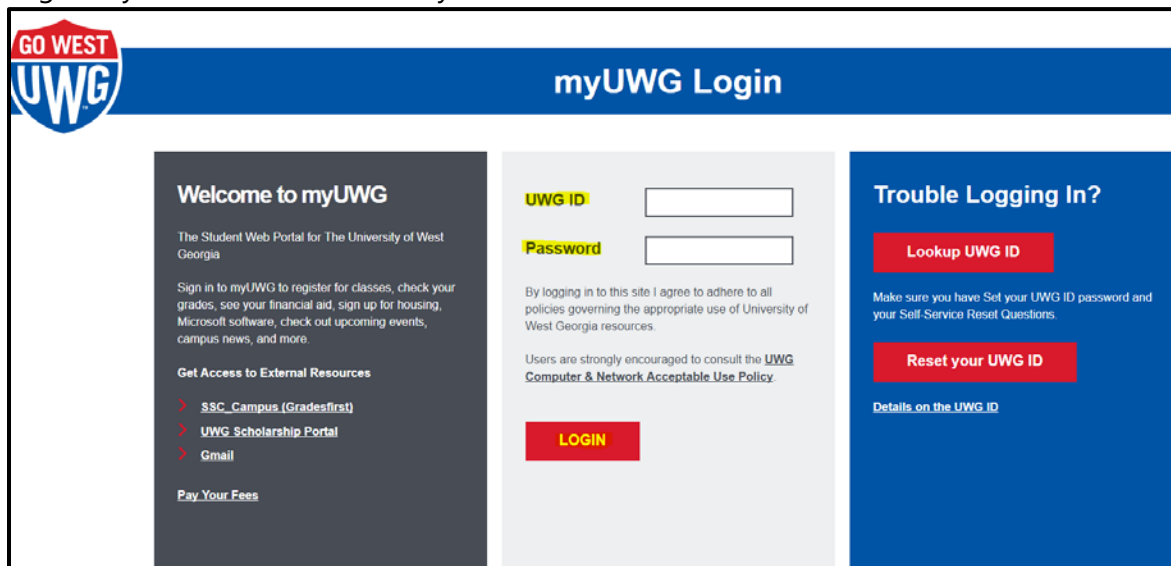 GO WEST
UWG
myUWG Login
Welcome to myUWG
The Student Web Portal for The University of West
Georgia
Sign in to myUWG to register for classes, check your
grades, see your financial aid, sign up for housing,
Microsoft software, check out upcoming events,
campus news, and more.
Get Access to External Resources
SSC_Campus (Gradesfirst)
UWG Scholarship Portal
Gmail
Pay Your Fees
UWG ID
Password
By logging in to this site I agree to adhere to all
policies governing the appropriate use of University of
West Georgia resources.
Users are strongly encouraged to consult the UWG
Computer & Network Acceptable Use Policy.
LOGIN
Trouble Logging In?
Lookup UWG ID
Make sure you have Set your UWG ID password and
your Self-Service Reset Questions.
Reset your UWG ID
Details on the UWG ID